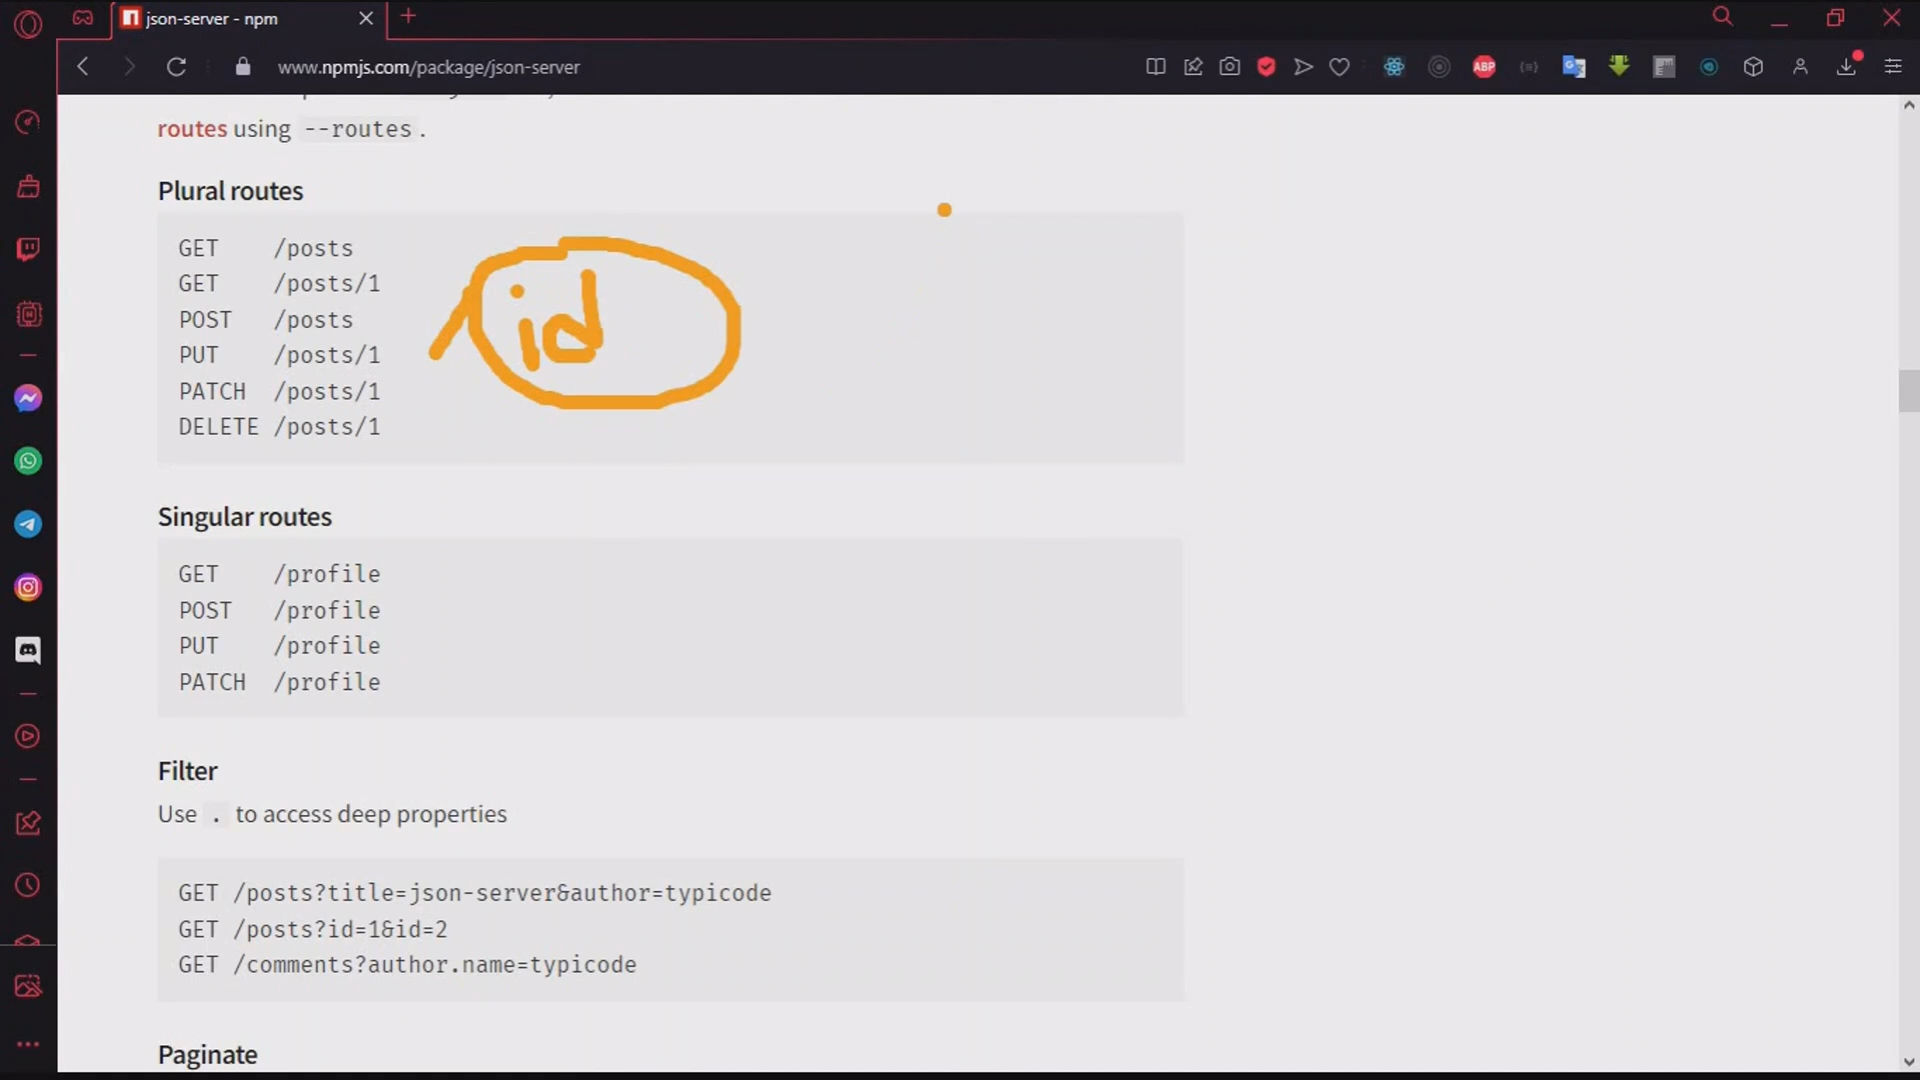 json-server - npm
www.npmjs.com/package/json-server
ABP
routes using --routes .
Plural routes
GET /posts
GET /posts/1
POST /posts
PUT /posts/1
PATCH /posts/1
DELETE /posts/1
id
Singular routes
GET /profile
POST /profile
PUT /profile
PATCH /profile
Filter
Use . to access deep properties
GET /posts?title=json-server&author=typicode
GET /posts?id=1&id=2
GET /comments?author.name=typicode
Paginate